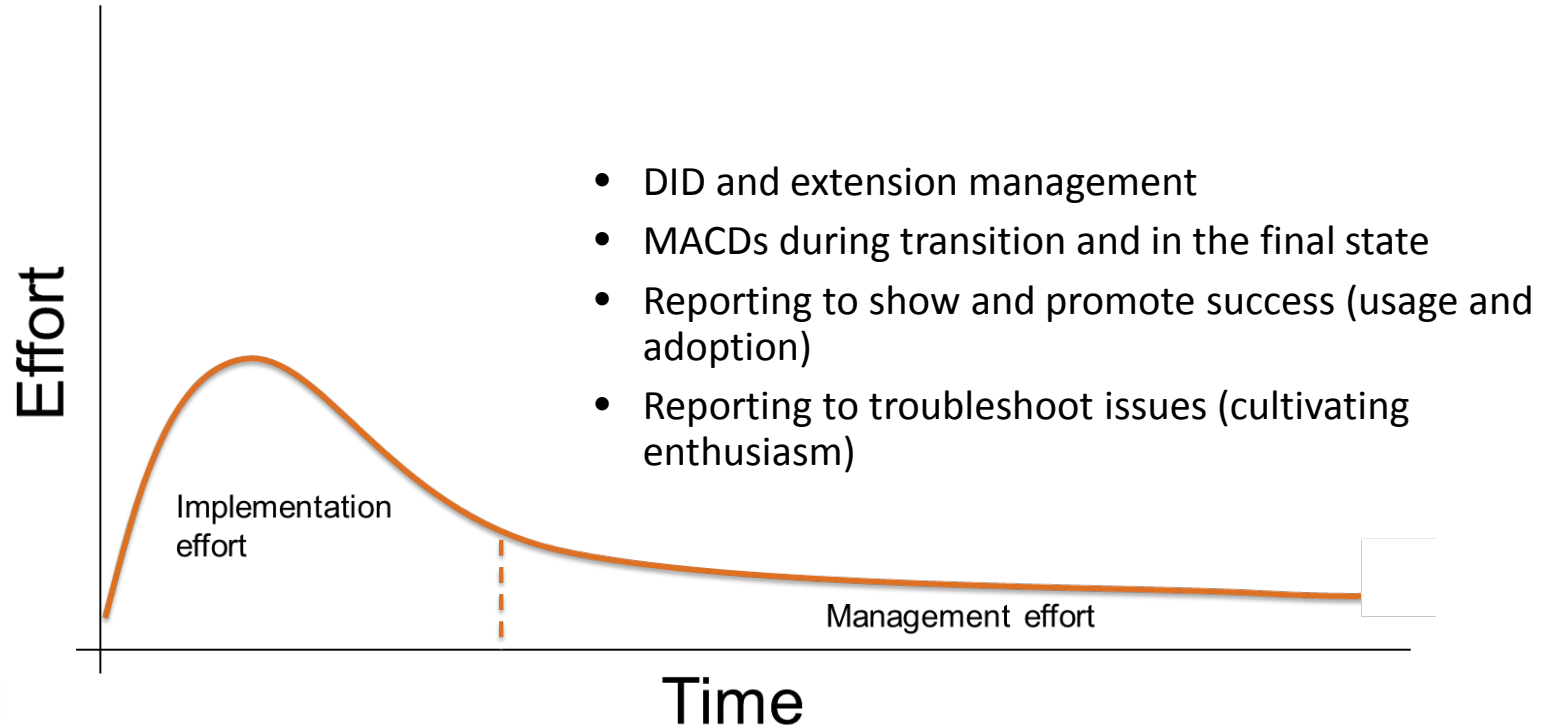 • DID and extension management
• MACDs during transition and in the final state
• Reporting to show and promote success (usage and
adoption)
• Reporting to troubleshoot issues (cultivating
enthusiasm)
Effort
Implementation
effort
Management effort
Time